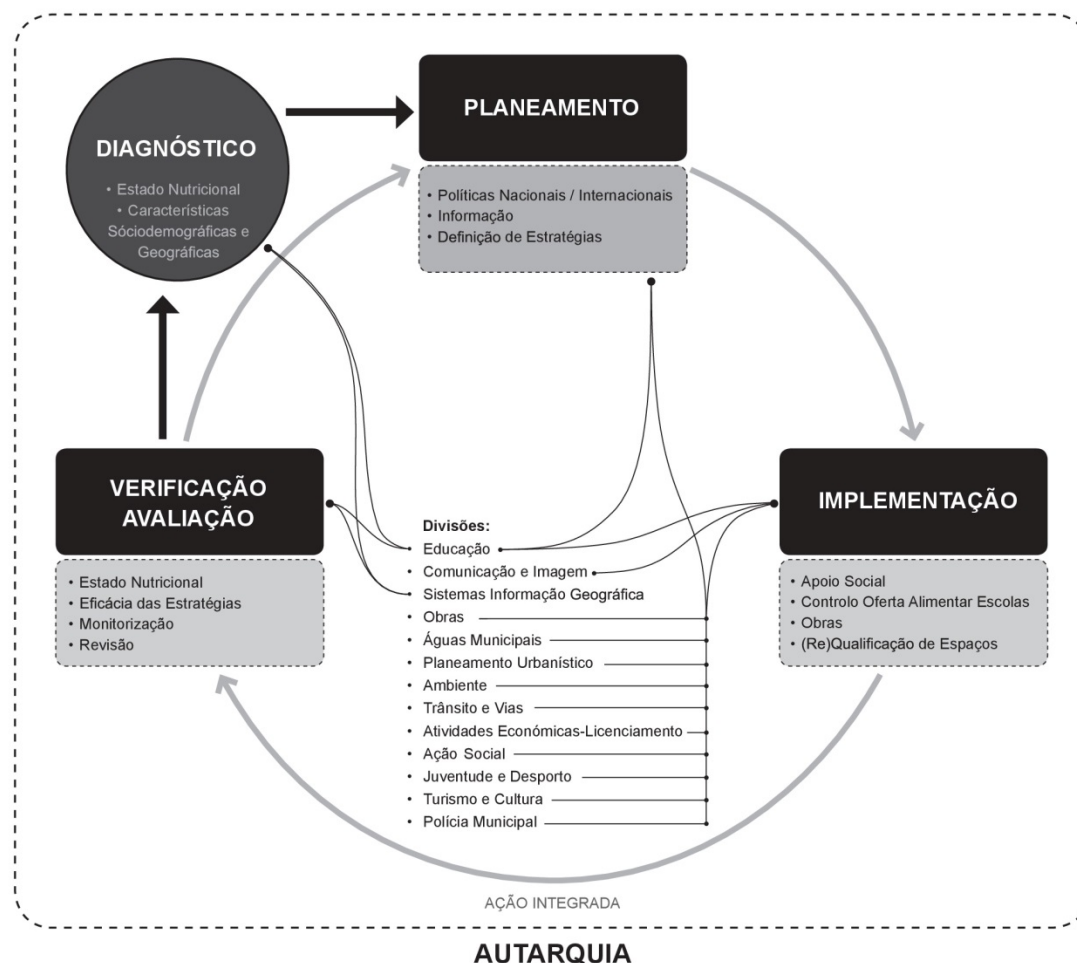 DIAGNÓSTICO
• Estado Nutricional
• Características
Sóciodemográficas e
Geográficas
PLANEAMENTO
• Políticas Nacionais / Internacionais
• Informação
• Definição de Estratégias
VERIFICAÇÃO
AVALIAÇÃO
• Estado Nutricional
• Eficácia das Estratégias
• Monitorização
• Revisão
Divisões:
• Educação
• Comunicação e Imagem
• Sistemas Informação Geográfica
• Obras
• Águas Municipais
• Planeamento Urbanístico
• Ambiente
• Trânsito e Vias
• Atividades Económicas-Licenciamento
• Ação Social
• Juventude e Desporto
• Turismo e Cultura
• Polícia Municipal
IMPLEMENTAÇÃO
• Apoio Social
• Controlo Oferta Alimentar Escolas
• Obras
• (Re)Qualificação de Espaços
AÇÃO INTEGRADA
AUTARQUIA